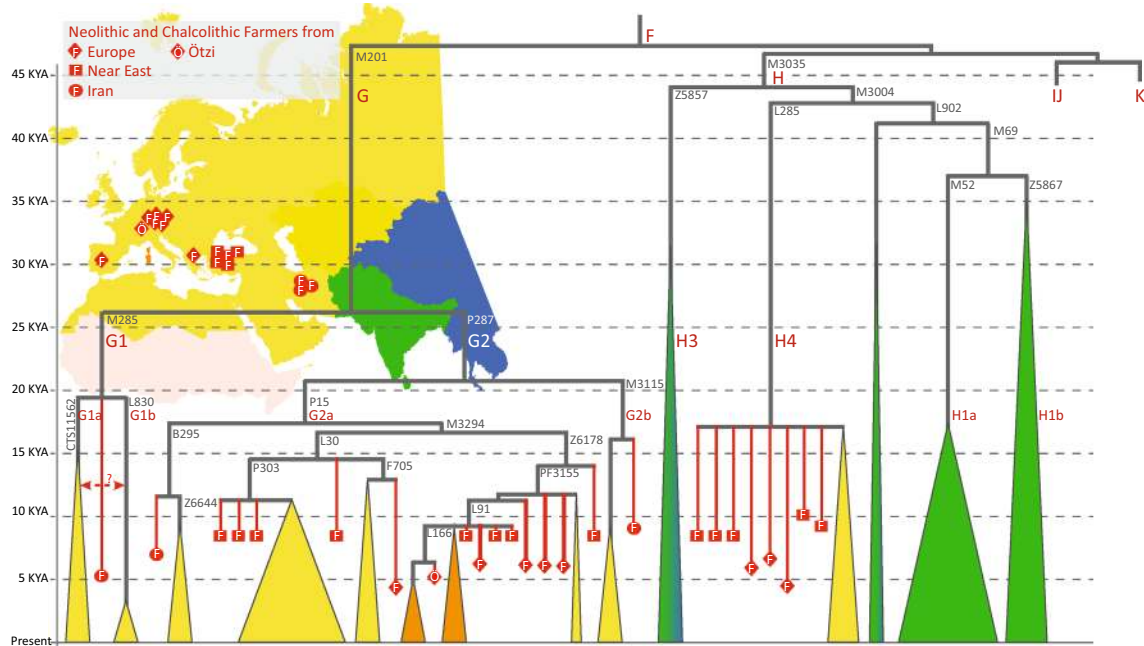 Neolithic and Chalcolithic Farmers from
F Europe Ö Ötzi
F Near East
F Iran
F
M201
G
M3035
H
IJ
K
Z5857
M3004
L285
L902
M69
M52
Z5867
45 KYA
40 KYA
35 KYA
30 KYA
25 KYA
20 KYA
15 KYA
10 KYA
5 KYA
Present
M285
G1
P287
G2
H3
H4
M3115
CTS11562
G1a
L830
G1b
P15
G2a
G2b
H1a
H1b
B295
M3294
L30
Z6178
P303
F705
PF3155
?
Z6644
L91
L166
F F F F F F F F F
Ö
F
F F F F F F
F F F
F F F F F F F F F F F F F F F F F
Ö
F F F F F F F F